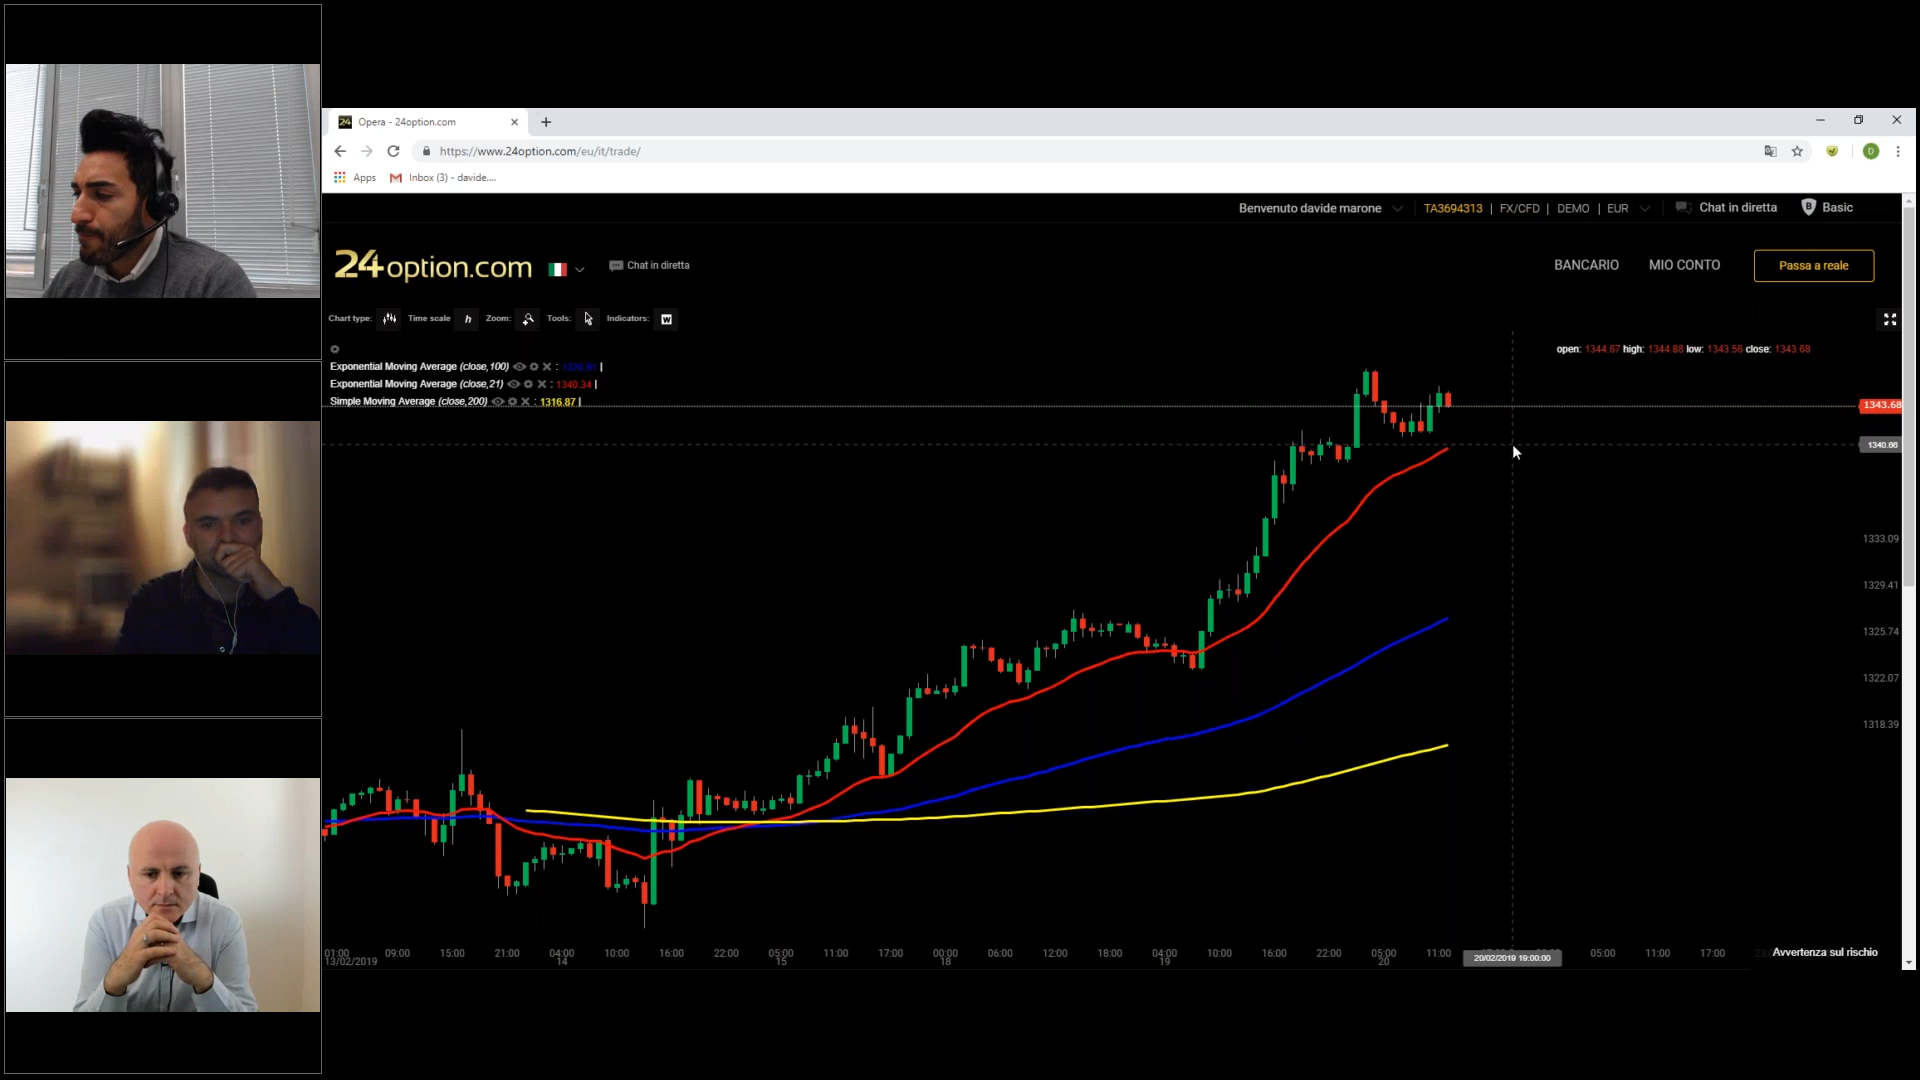 24 Opera - 24option.com
https://www.24option.com/eu/it/trade/
D
Apps Inbox (3) - davide....
Benvenuto davide marone TA3694313 | FX/CFD | DEMO | EUR Chat in diretta B Basic
24option.com Chat in diretta BANCARIO MIO CONTO Passa a reale
Chart type: Time scale h Zoom: Tools: Indicators: W
open: 1344.67 high: 1344.88 low: 1343.56 close: 1343.68
Exponential Moving Average (close,100) : |
Exponential Moving Average (close,21) : 1340.34 |
Simple Moving Average (close,200) : 1316.87 |
1343.68
1340.66
1333.09
1329.41
1325.74
1322.07
1318.39
01:00 09:00 15:00 21:00 04:00 10:00 16:00 22:00 05:00 11:00 17:00 00:00 06:00 12:00 18:00 04:00 10:00 16:00 22:00 05:00 11:00 20/02/2019 19:00:00 05:00 11:00 17:00 Avvertenza sul rischio
13/02/2019 14 15 18 19 20